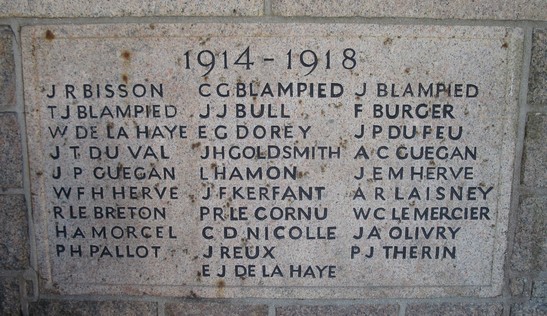 1914 - 1918
J R BISSON C G BLAMPIED J BLAMPIED
T J BLAMPIED J J BULL F BURGER
W DE LA HAYE E G DOREY J P DU FEU
J T DU VAL J H GOLDSMITH A C GUEGAN
J P GUEGAN L HAMON J E M HERVE
W F H HERVE J F KERFANT A R LAISNEY
R LE BRETON P R LE CORNU W C LE MERCIER
H A MORCEL C D NICOLLE J A OLIVRY
P H PALLOT J REUX P J THERIN
E J DE LA HAYE